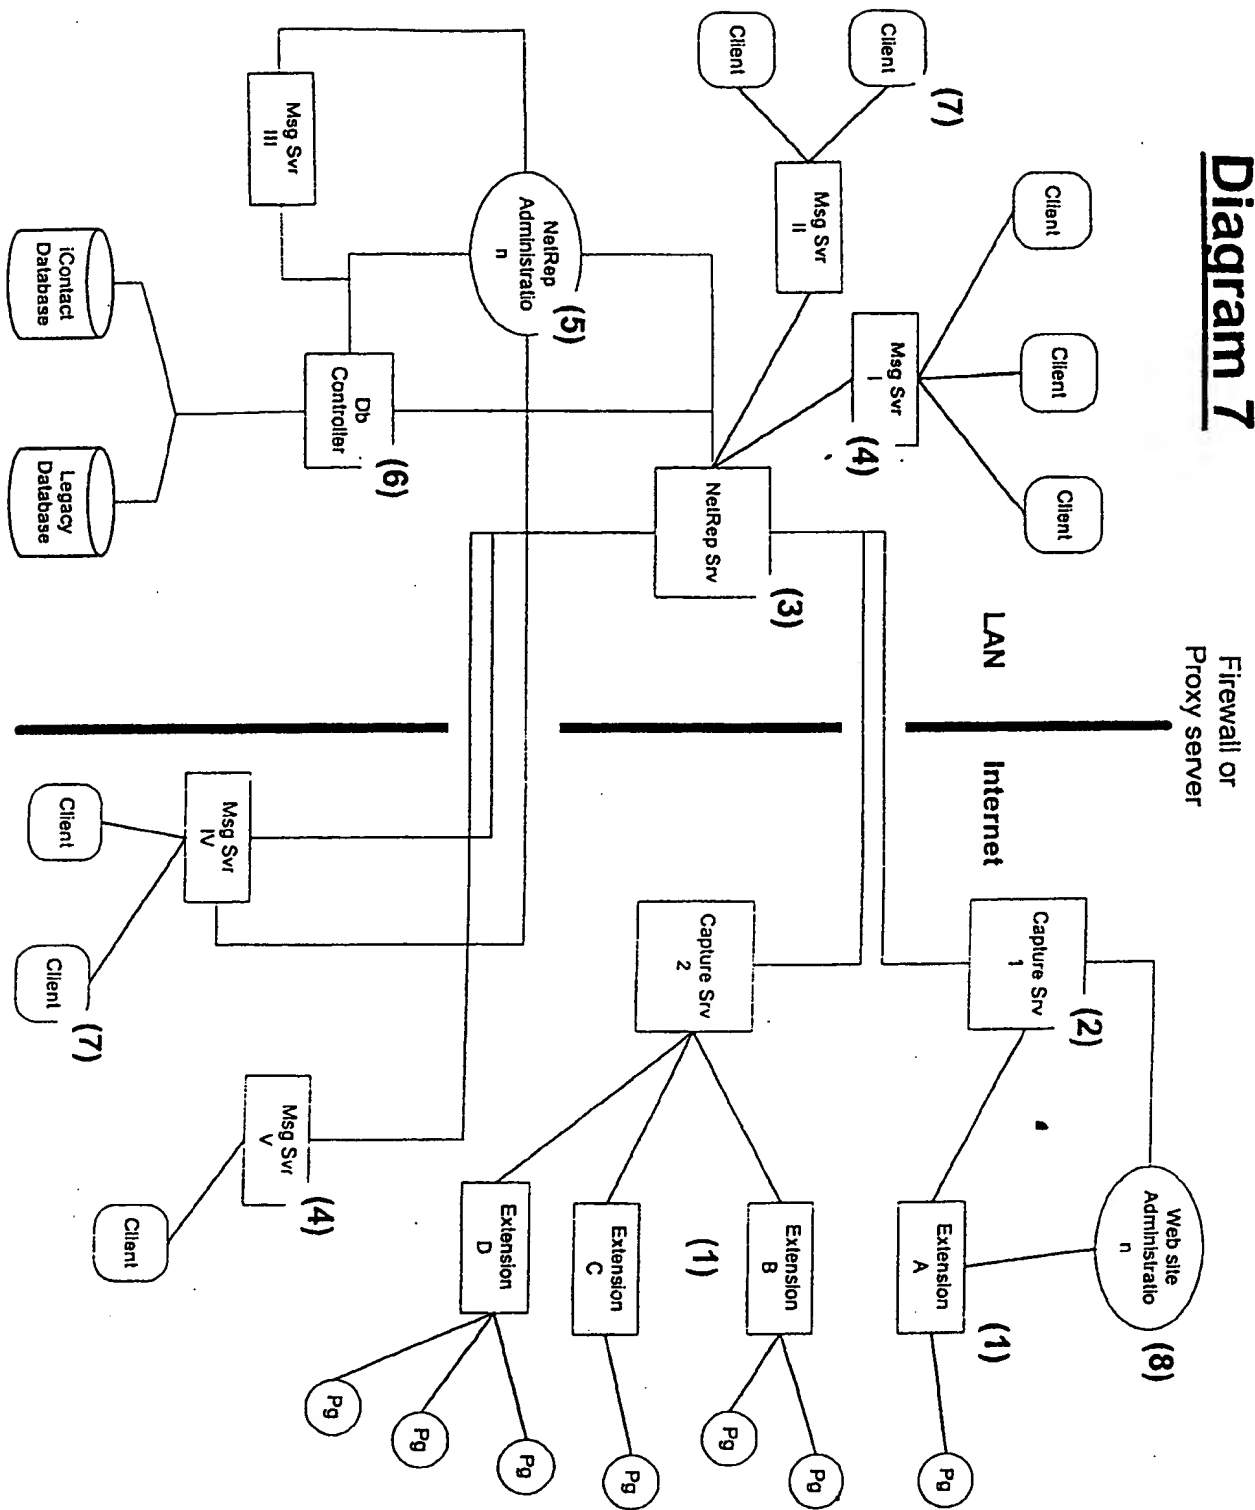 Diagram 7
Firewall or
Proxy server
LAN
Internet
Client
Client
(7)
Client
Client
Client
Msg Svr
II
Msg Svr
I
(4)
Msg Svr
III
NetRep
Administratio
n
(5)
Db
Controller
(6)
iContact
Database
Legacy
Database
NetRep Srv
(3)
Capture Srv
1
(2)
Capture Srv
2
Web site
Administratio
n
(8)
Extension
A
(1)
Extension
B
(1)
Extension
C
Extension
D
Pg
Pg
Pg
Pg
Pg
Pg
Pg
Msg Svr
IV
Client
Client
(7)
Msg Svr
V
(4)
Client